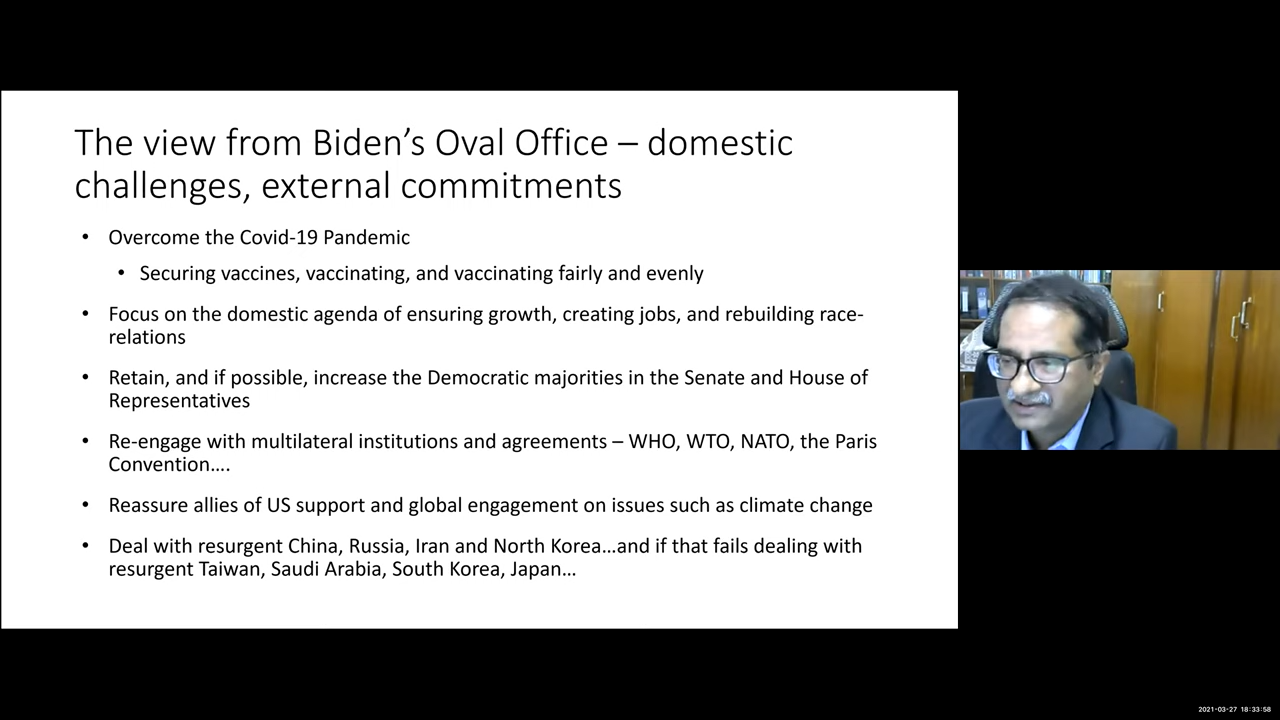 The view from Biden’s Oval Office – domestic
challenges, external commitments
• Overcome the Covid-19 Pandemic
• Securing vaccines, vaccinating, and vaccinating fairly and evenly
• Focus on the domestic agenda of ensuring growth, creating jobs, and rebuilding race-
relations
• Retain, and if possible, increase the Democratic majorities in the Senate and House of
Representatives
• Re-engage with multilateral institutions and agreements – WHO, WTO, NATO, the Paris
Convention….
• Reassure allies of US support and global engagement on issues such as climate change
• Deal with resurgent China, Russia, Iran and North Korea…and if that fails dealing with
resurgent Taiwan, Saudi Arabia, South Korea, Japan…
2021-03-27 18:33:58